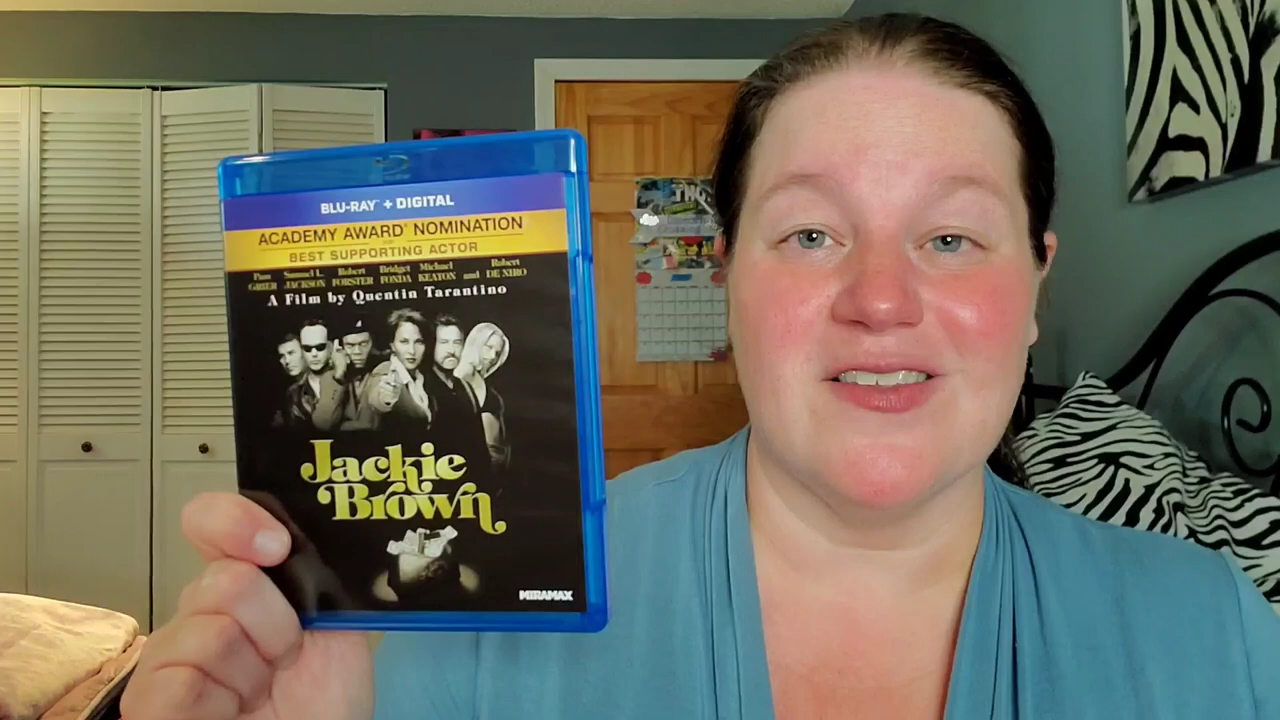 BLU-RAY™ + DIGITAL
ACADEMY AWARD® NOMINATION
BEST SUPPORTING ACTOR
Pam GRIER Samuel L. JACKSON Robert FORSTER Bridget FONDA Michael KEATON and Robert DE NIRO
A Film by Quentin Tarantino
Jackie
Brown
MIRAMAX